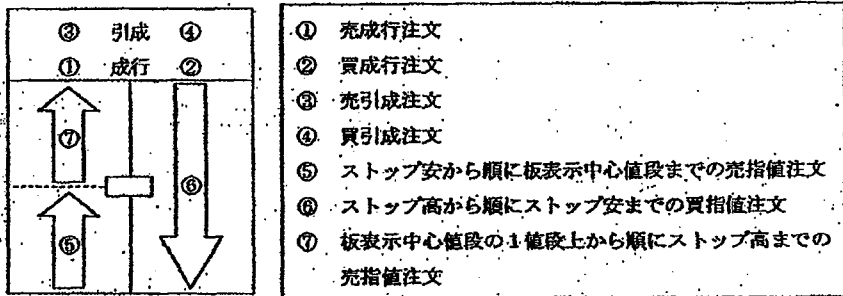 ③ 引成 ④
① 成行 ②
⑦
⑥
⑤
① 売成行注文
② 買成行注文
③ 売引成注文
④ 買引成注文
⑤ ストップ安から順に板表示中心値段までの売指値注文
⑥ ストップ高から順にストップ安までの買指値注文
⑦ 板表示中心値段の1値段上から順にストップ高までの
売指値注文